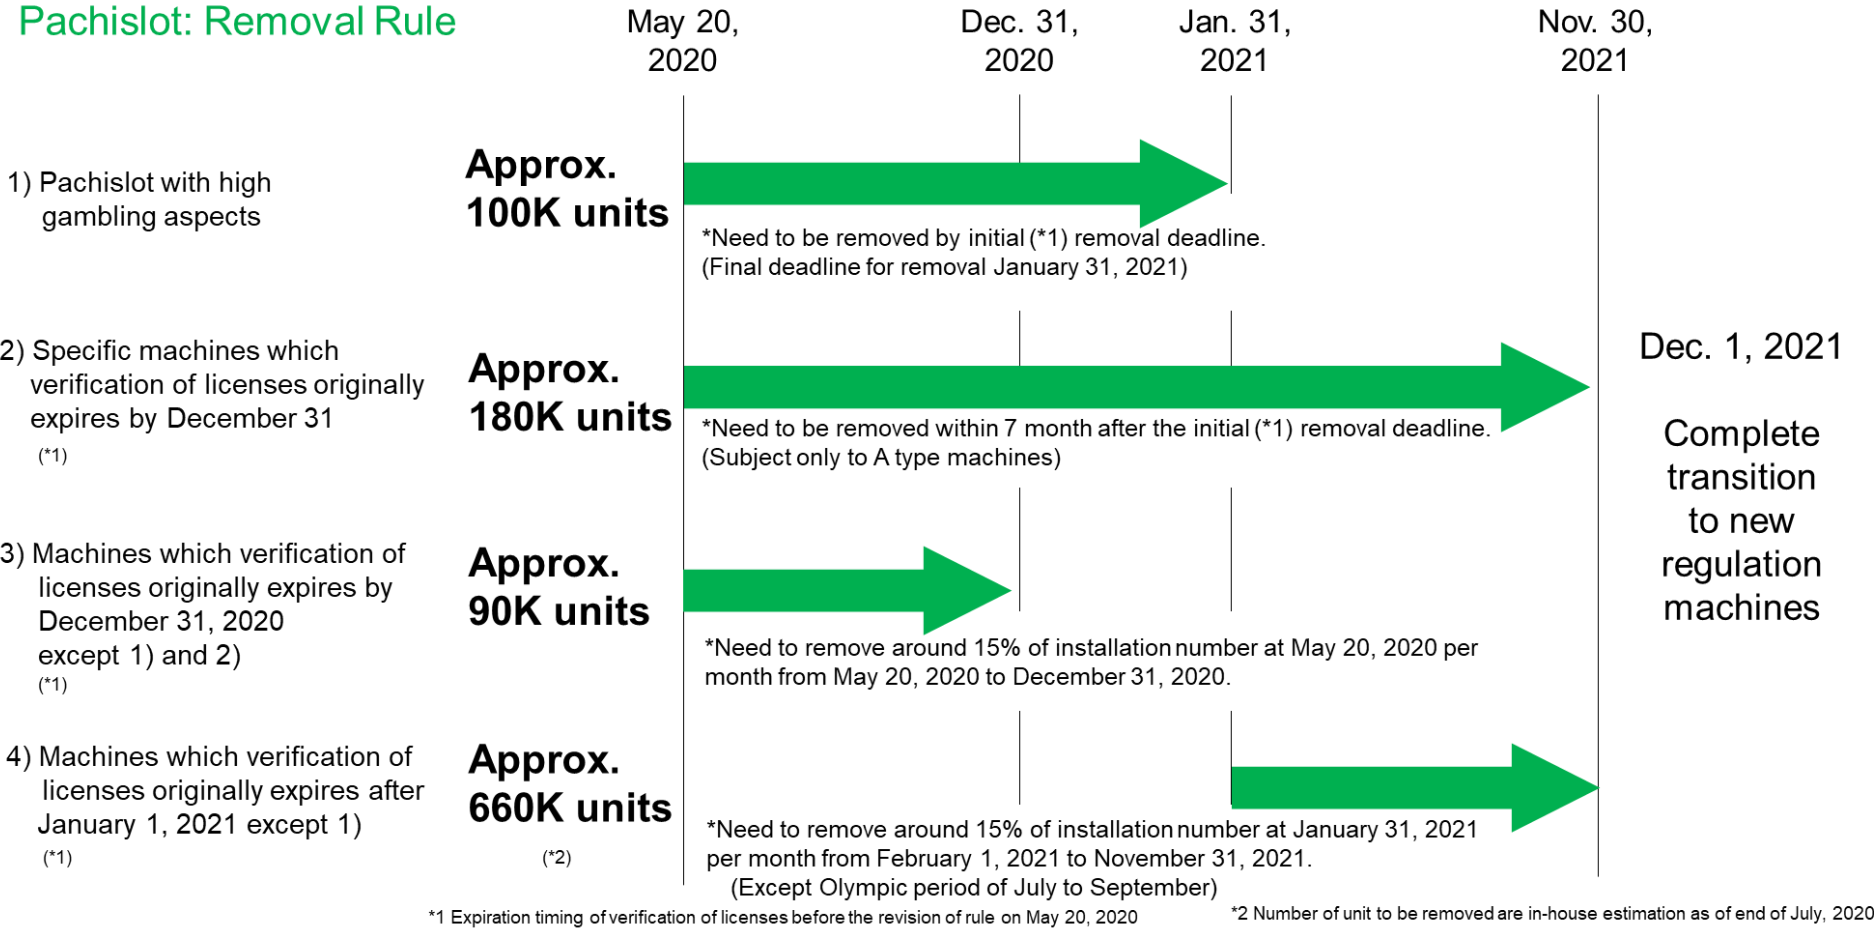 Pachislot: Removal Rule
May 20,
2020
Dec. 31,
2020
Jan. 31,
2021
Nov. 30,
2021
1) Pachislot with high
gambling aspects
Approx.
100K units
*Need to be removed by initial (*1) removal deadline.
(Final deadline for removal January 31, 2021)
2) Specific machines which
verification of licenses originally
expires by December 31
(*1)
Approx.
180K units
*Need to be removed within 7 month after the initial (*1) removal deadline.
(Subject only to A type machines)
3) Machines which verification of
licenses originally expires by
December 31, 2020
except 1) and 2)
(*1)
Approx.
90K units
*Need to remove around 15% of installation number at May 20, 2020 per
month from May 20, 2020 to December 31, 2020.
4) Machines which verification of
licenses originally expires after
January 1, 2021 except 1)
(*1)
Approx.
660K units
(*2)
*Need to remove around 15% of installation number at January 31, 2021
per month from February 1, 2021 to November 31, 2021.
(Except Olympic period of July to September)
Dec. 1, 2021
Complete
transition
to new
regulation
machines
*1 Expiration timing of verification of licenses before the revision of rule on May 20, 2020
*2 Number of unit to be removed are in-house estimation as of end of July, 2020